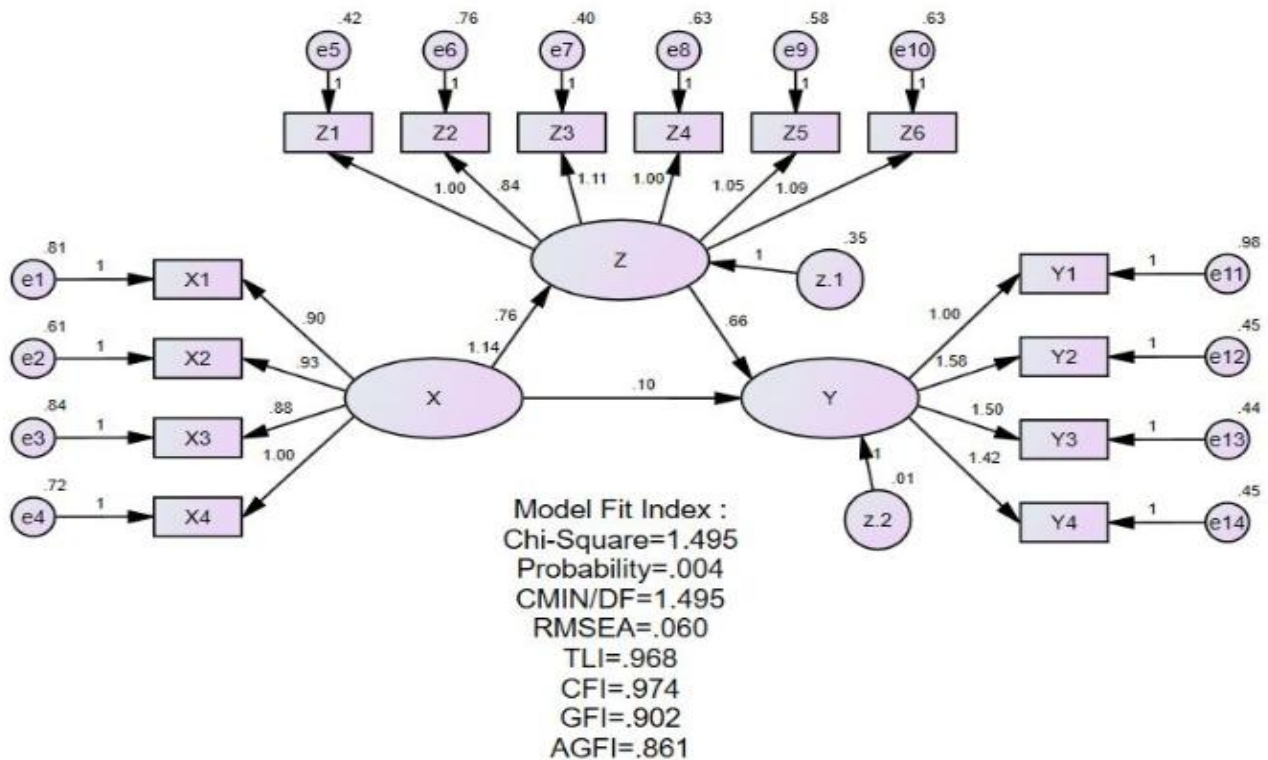 .42 .76 .40 .63 .58 .63
e5 e6 e7 e8 e9 e10
1 1 1 1 1 1
Z1 Z2 Z3 Z4 Z5 Z6
1.00 .84 1.11 1.00 1.05 1.09
Z
1
.35
z.1
.81
e1 1 X1
.61
e2 1 X2
.84
e3 1 X3
.72
e4 1 X4
.90
.93
.88
1.00
X
1.14
.76
.66
.10
Y
1
.01
z.2
1.00
1.58
1.50
1.42
.98
Y1 1 e11
.45
Y2 1 e12
.44
Y3 1 e13
.45
Y4 1 e14
Model Fit Index :
Chi-Square=1.495
Probability=.004
CMIN/DF=1.495
RMSEA=.060
TLI=.968
CFI=.974
GFI=.902
AGFI=.861